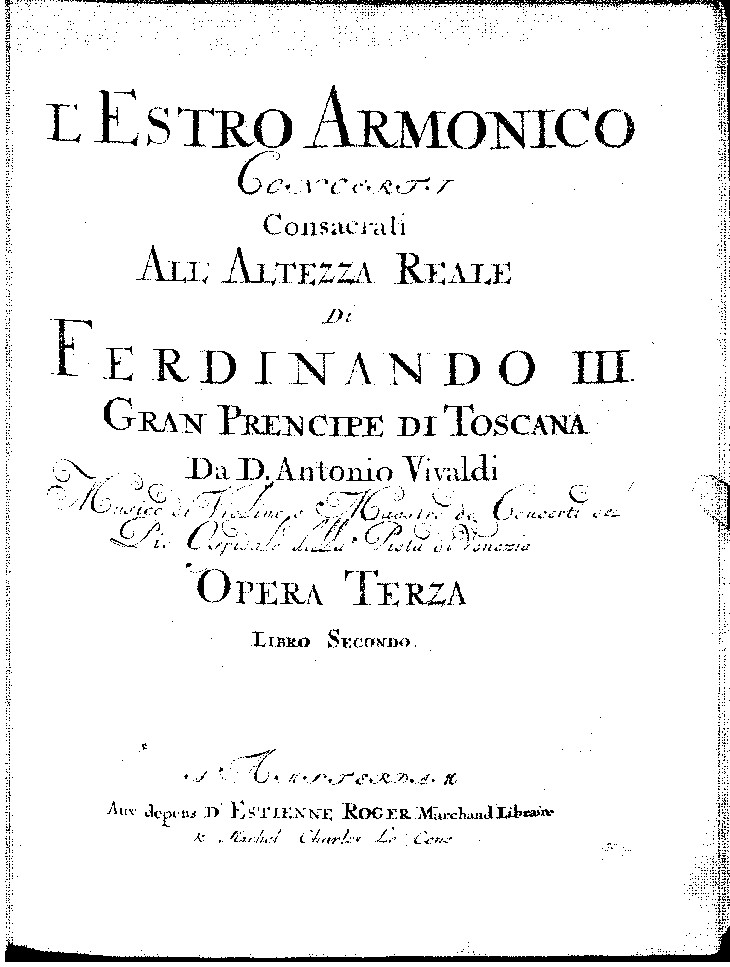 L'ESTRO ARMONICO
CONCERTI
Consacrati
ALL' ALTEZZA REALE
Di
FERDINANDO III.
GRAN PRENCIPE DI TOSCANA
Da D. Antonio Vivaldi
Musico di Violino e Maestro de Concerti del
Pio Ospidale della Pieta di Venezia
OPERA TERZA
LIBRO SECONDO.
A AMSTERDAM
Aux depens D'ESTIENNE ROGER Marchand Libraire
& Michel Charles Le Cene